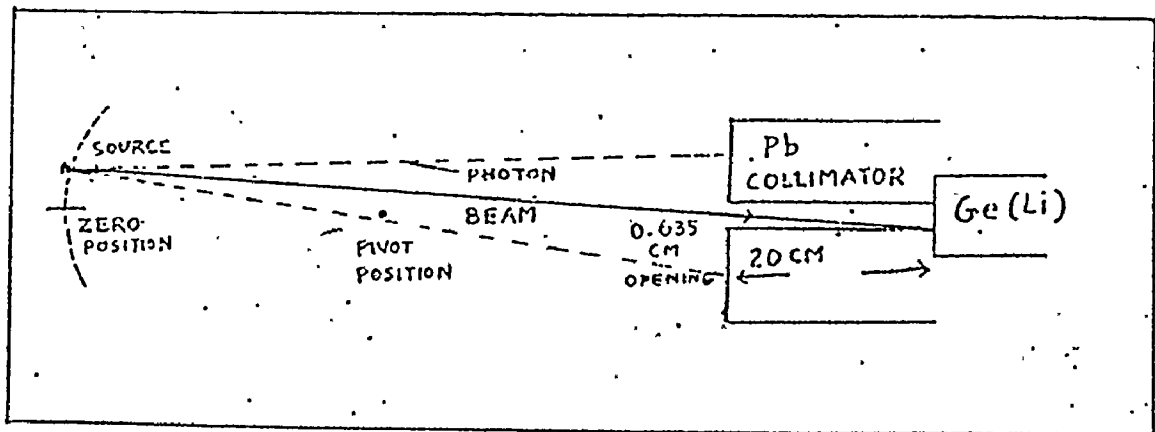 SOURCE
PHOTON
Pb
COLLIMATOR
Ge(Li)
ZERO-
POSITION
BEAM
PIVOT
POSITION
0.635
CM
OPENING
20 CM